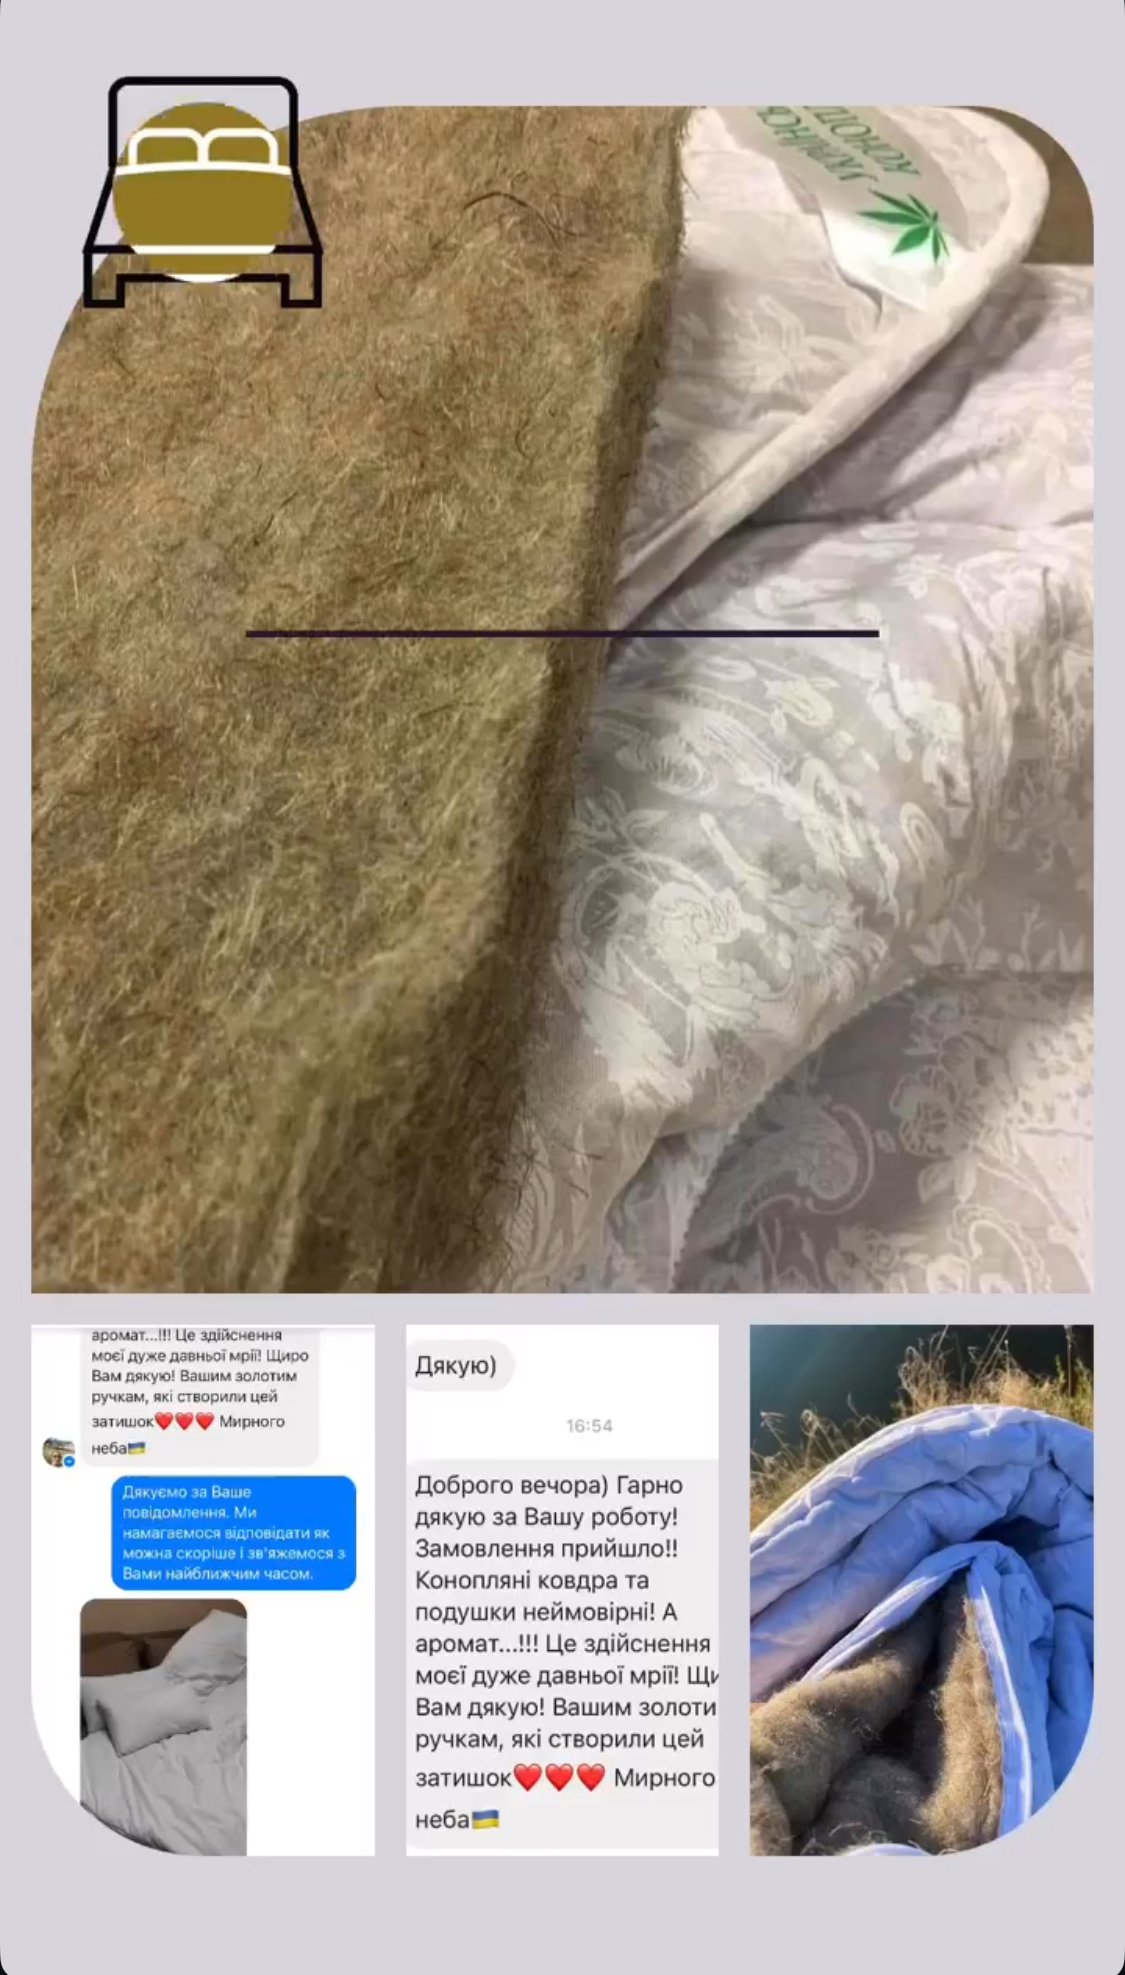 УКРАЇНСЬ
КОНОПЛ
аромат...!!! Це здійснення
моєї дуже давньої мрії! Щиро
Вам дякую! Вашим золотим
ручкам, які створили цей
затишок❤️❤️❤️ Мирного
неба🇺🇦
Дякуємо за Ваше
повідомлення. Ми
намагаємося відповідати як
можна скоріше і зв'яжемося з
Вами найближчим часом.
Дякую)
16:54
Доброго вечора) Гарно
дякую за Вашу роботу!
Замовлення прийшло!!
Конопляні ковдра та
подушки неймовірні! А
аромат...!!! Це здійснення
моєї дуже давньої мрії! Щи
Вам дякую! Вашим золоти
ручкам, які створили цей
затишок❤️❤️❤️ Мирного
неба🇺🇦